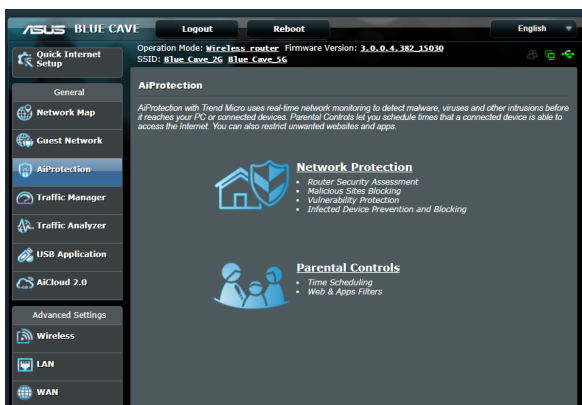 ASUS BLUE CAVE Logout Reboot English
Quick Internet
Setup
Operation Mode: Wireless router Firmware Version: 3.0.0.4.382_15030
SSID: Blue Cave_2G Blue Cave_5G
General
Network Map
Guest Network
AiProtection
Traffic Manager
Traffic Analyzer
USB Application
AiCloud 2.0
Advanced Settings
Wireless
LAN
WAN
AiProtection
AiProtection with Trend Micro uses real-time network monitoring to detect malware, viruses and other intrusions before
it reaches your PC or connected devices. Parental Controls let you schedule times that a connected device is able to
access the Internet. You can also restrict unwanted websites and apps.
Network Protection
• Router Security Assessment
• Malicious Sites Blocking
• Vulnerability Protection
• Infected Device Prevention and Blocking
Parental Controls
• Time Scheduling
• Web & Apps Filters